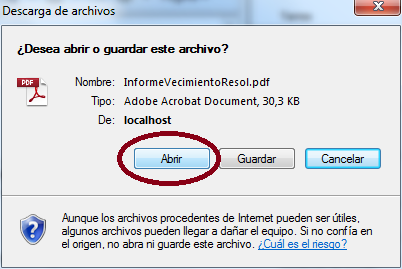 Descarga de archivos
¿Desea abrir o guardar este archivo?
PDF
Nombre: InformeVecimientoResol.pdf
Tipo: Adobe Acrobat Document, 30,3 KB
De: localhost
Abrir Guardar Cancelar
Aunque los archivos procedentes de Internet pueden ser útiles,
algunos archivos pueden llegar a dañar el equipo. Si no confía en
el origen, no abra ni guarde este archivo. ¿Cuál es el riesgo?